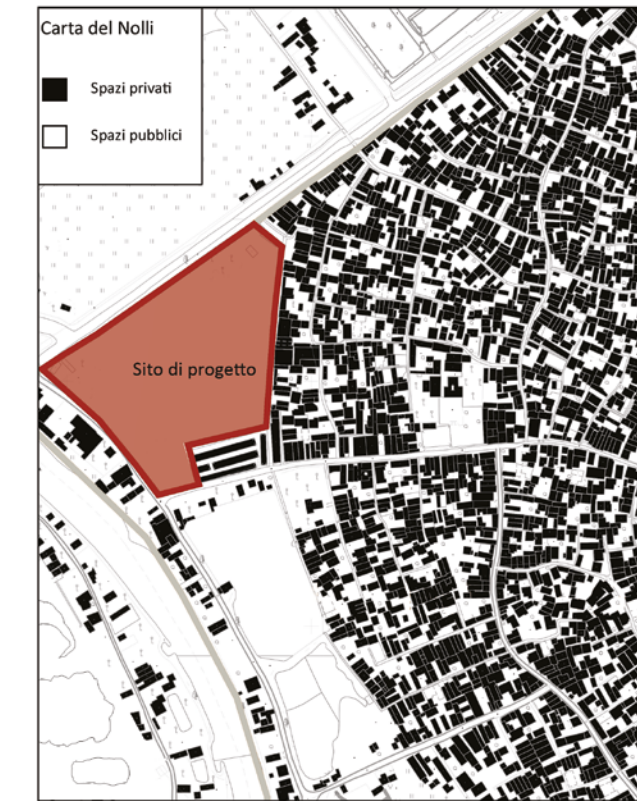 Carta del Nolli
Spazi privati
Spazi pubblici
Sito di progetto